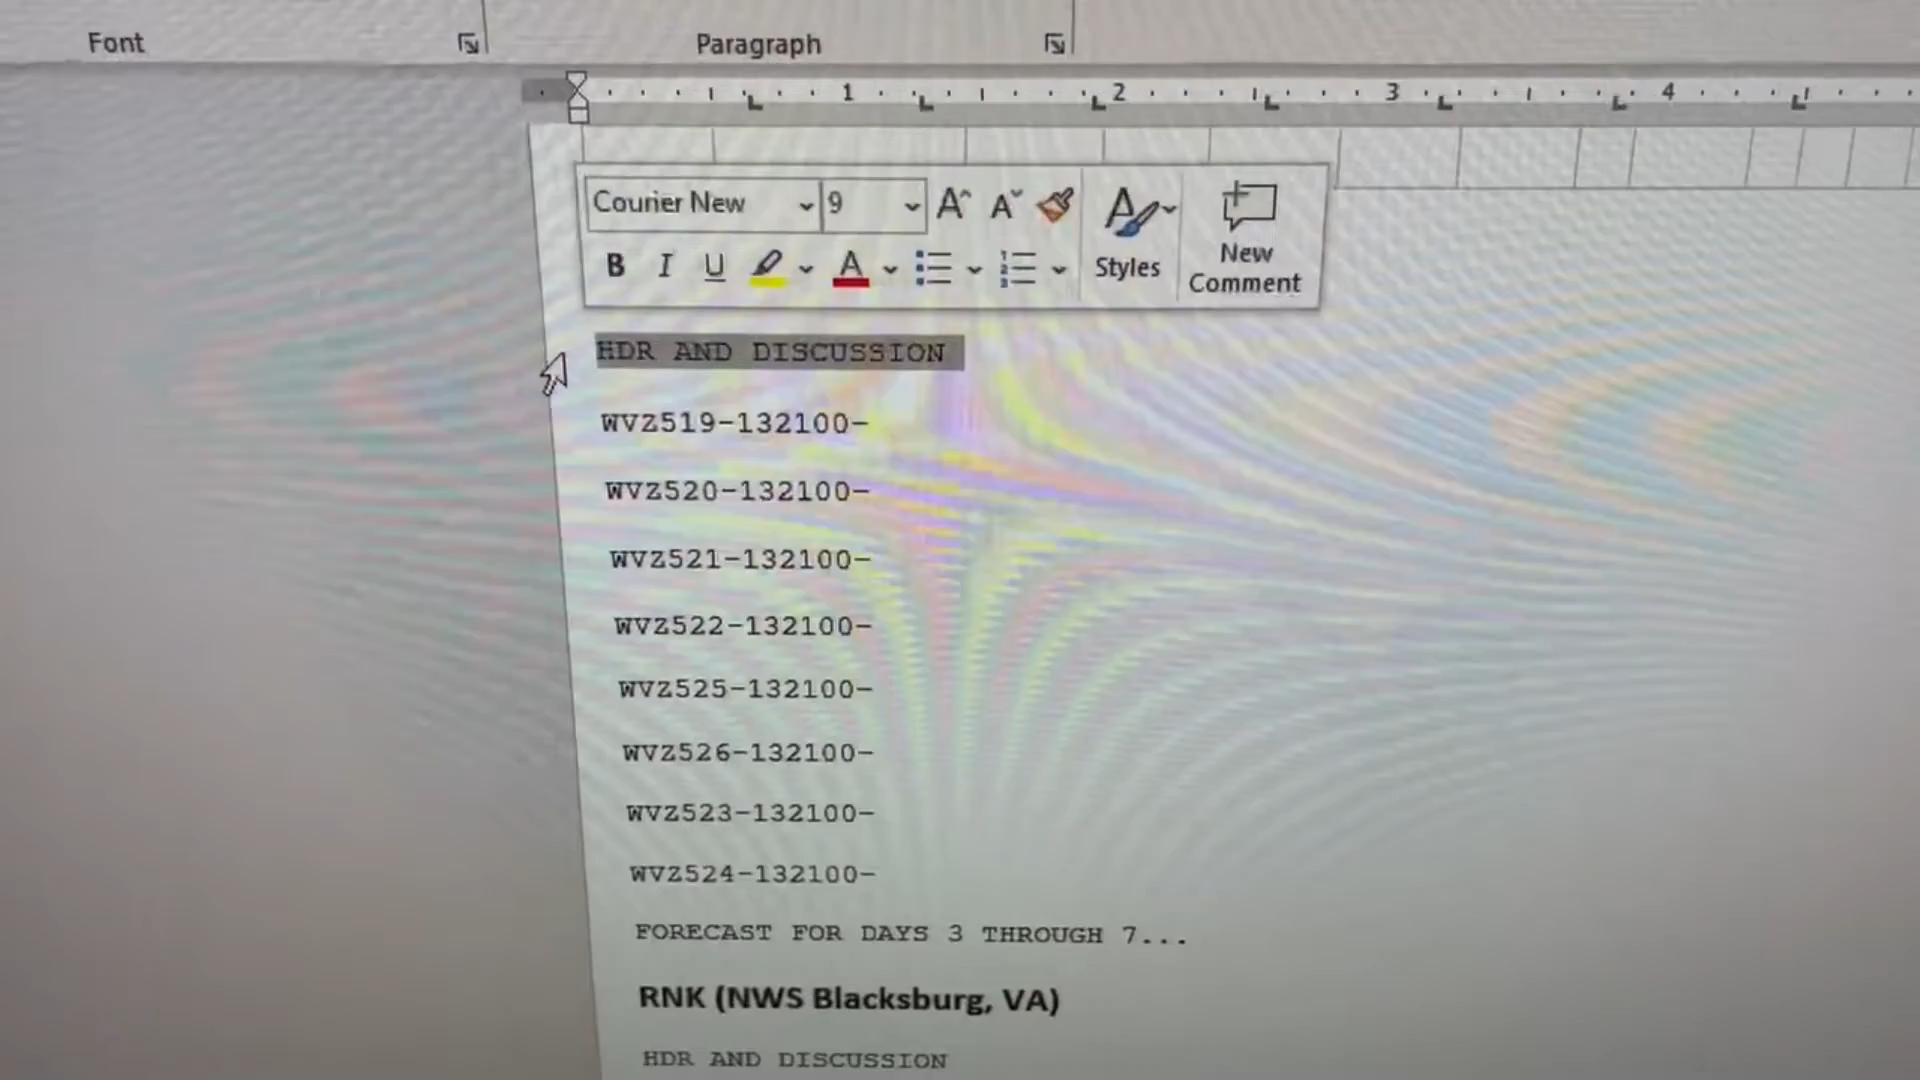 Font Paragraph
1 2 3 4
Courier New 9
B I U A Styles New Comment
HDR AND DISCUSSION
WVZ519-132100-
WVZ520-132100-
WVZ521-132100-
WVZ522-132100-
WVZ525-132100-
WVZ526-132100-
WVZ523-132100-
WVZ524-132100-
FORECAST FOR DAYS 3 THROUGH 7...
RNK (NWS Blacksburg, VA)
HDR AND DISCUSSION